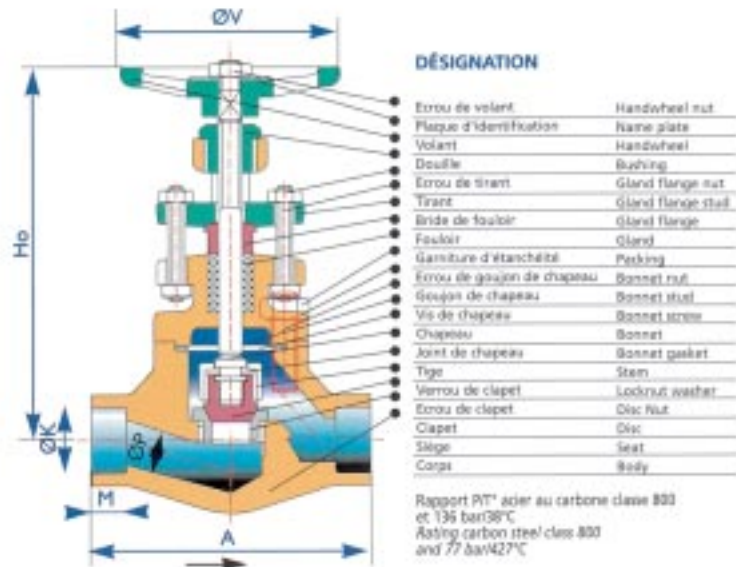 ØV
DÉSIGNATION
Ecrou de volant Handwheel nut
Plaque d'identification Name plate
Volant Handwheel
Douille Bushing
Ecrou de tirant Gland flange nut
Tirant Gland flange stud
Bride de fouloir Gland flange
Fouloir Gland
Garniture d'étanchéité Packing
Ecrou de goujon de chapeau Bonnet nut
Goujon de chapeau Bonnet stud
Vis de chapeau Bonnet screw
Chapeau Bonnet
Joint de chapeau Bonnet gasket
Tige Stem
Verrou de clapet Locknut washer
Ecrou de clapet Disc Nut
Clapet Disc
Siège Seat
Corps Body
Ho
ØK
Øp
M
A
Rapport P/T° acier au carbone classe 800
et 136 bar/38°C
Rating carbon steel class 800
and 77 bar/427°C